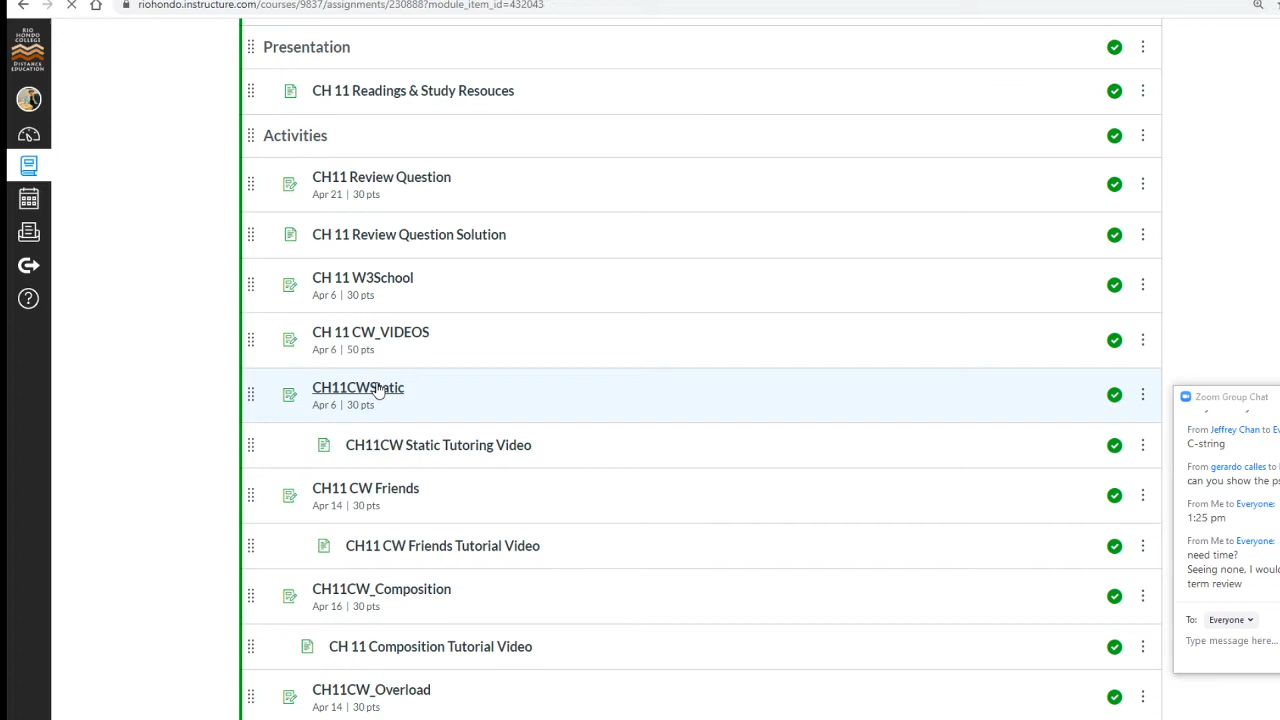 riohondo.instructure.com/courses/9837/assignments/230888?module_item_id=432043
RIO
HONDO
COLLEGE
DISTANCE
EDUCATION
Presentation
CH 11 Readings & Study Resouces
Activities
CH11 Review Question
Apr 21 | 30 pts
CH 11 Review Question Solution
CH 11 W3School
Apr 6 | 30 pts
CH 11 CW_VIDEOS
Apr 6 | 50 pts
CH11CWStatic
Apr 6 | 30 pts
CH11CW Static Tutoring Video
CH11 CW Friends
Apr 14 | 30 pts
CH11 CW Friends Tutorial Video
CH11CW_Composition
Apr 16 | 30 pts
CH 11 Composition Tutorial Video
CH11CW_Overload
Apr 14 | 30 pts
Zoom Group Chat
From Jeffrey Chan to
C-string
From gerardo calles to
can you show the
From Me to Everyone:
1:25 pm
From Me to Everyone:
need time?
Seeing none, I
term review
To: Everyone
Type message here...